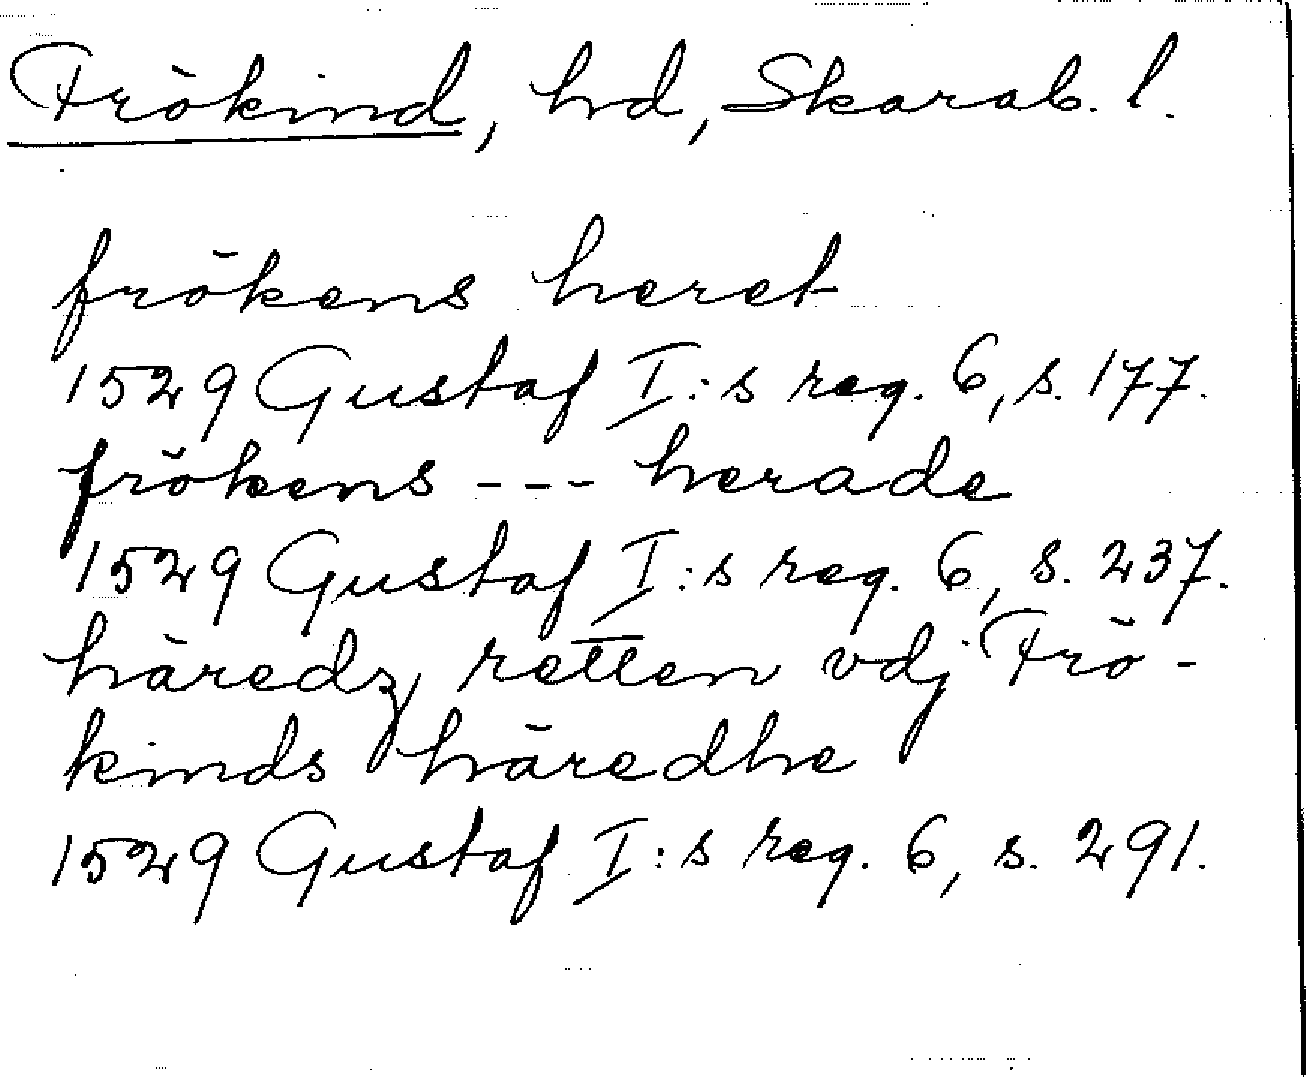 Frökind, hd, Skarab. l.
frökens heret
1529 Gustaf I:s reg. 6, s. 177.
frökens --- herade
1529 Gustaf I:s reg. 6, s. 237.
häredz retten vdj Frö-
kinds häredhe
1529 Gustaf I:s reg. 6, s. 291.